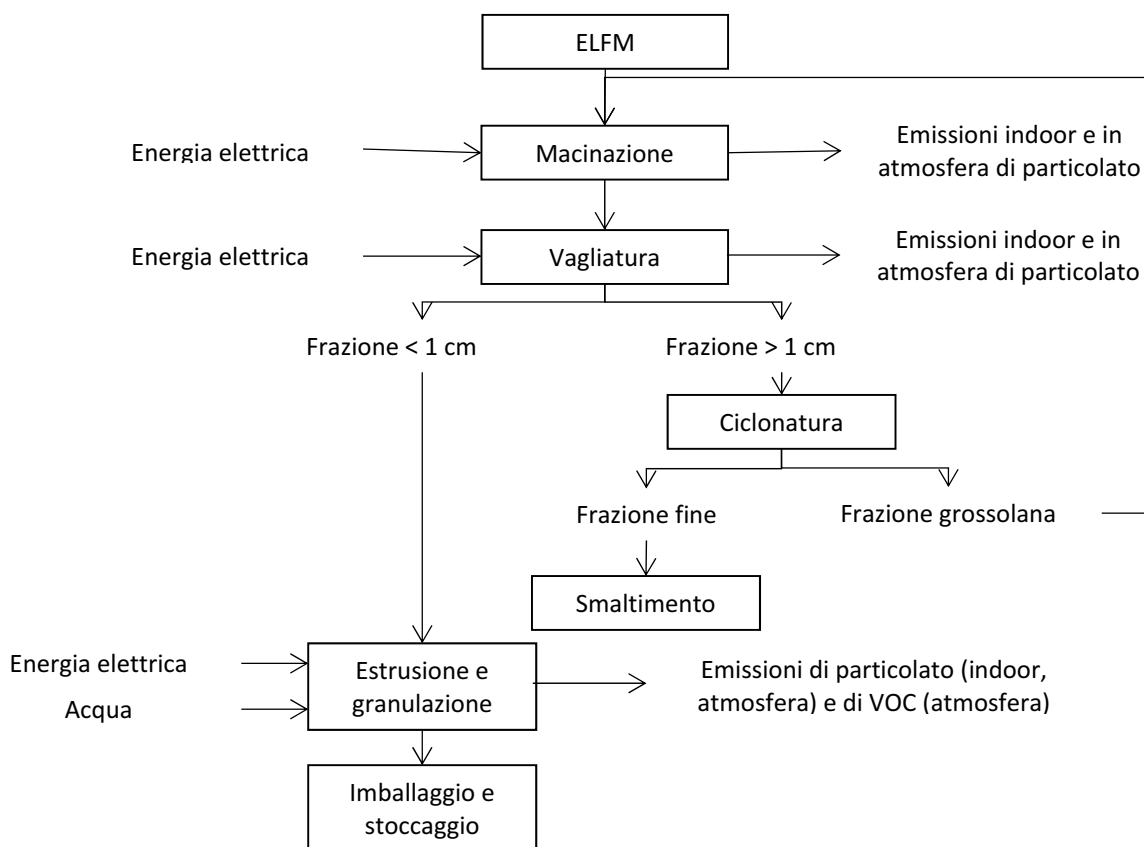 ELFM
Energia elettrica
Macinazione
Emissioni indoor e in
atmosfera di particolato
Energia elettrica
Vagliatura
Emissioni indoor e in
atmosfera di particolato
Frazione < 1 cm
Frazione > 1 cm
Ciclonatura
Frazione fine
Frazione grossolana
Smaltimento
Energia elettrica
Acqua
Estrusione e
granulazione
Emissioni di particolato (indoor,
atmosfera) e di VOC (atmosfera)
Imballaggio e
stoccaggio